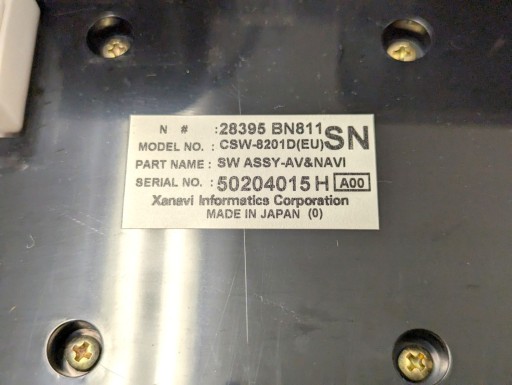 N # : 28395 BN811 SN
MODEL NO. : CSW-8201D(EU)
PART NAME : SW ASSY-AV&NAVI
SERIAL NO. : 50204015 H A00
Xanavi Informatics Corporation
MADE IN JAPAN (0)